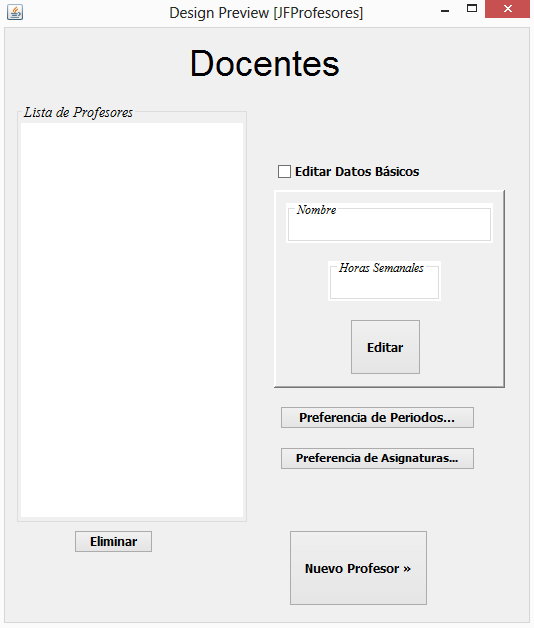 Design Preview [JFProfesores]
Docentes
Lista de Profesores
Editar Datos Básicos
Nombre
Horas Semanales
Editar
Preferencia de Periodos...
Preferencia de Asignaturas...
Eliminar
Nuevo Profesor »